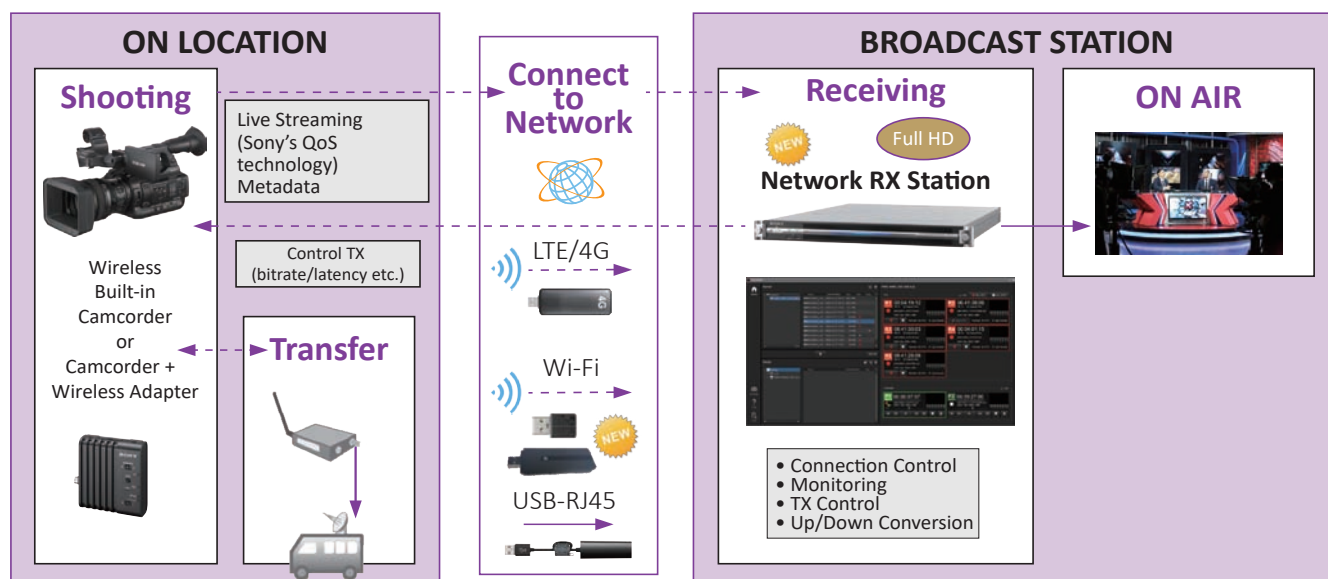 ON LOCATION
Shooting
Live Streaming
(Sony's QoS
technology)
Metadata
Control TX
(bitrate/latency etc.)
Wireless
Built-in
Camcorder
or
Camcorder +
Wireless Adapter
SONY
Transfer
Connect
to
Network
LTE/4G
4G
Wi-Fi
NEW
USB-RJ45
BROADCAST STATION
Receiving
NEW
Full HD
Network RX Station
• Connection Control
• Monitoring
• TX Control
• Up/Down Conversion
ON AIR